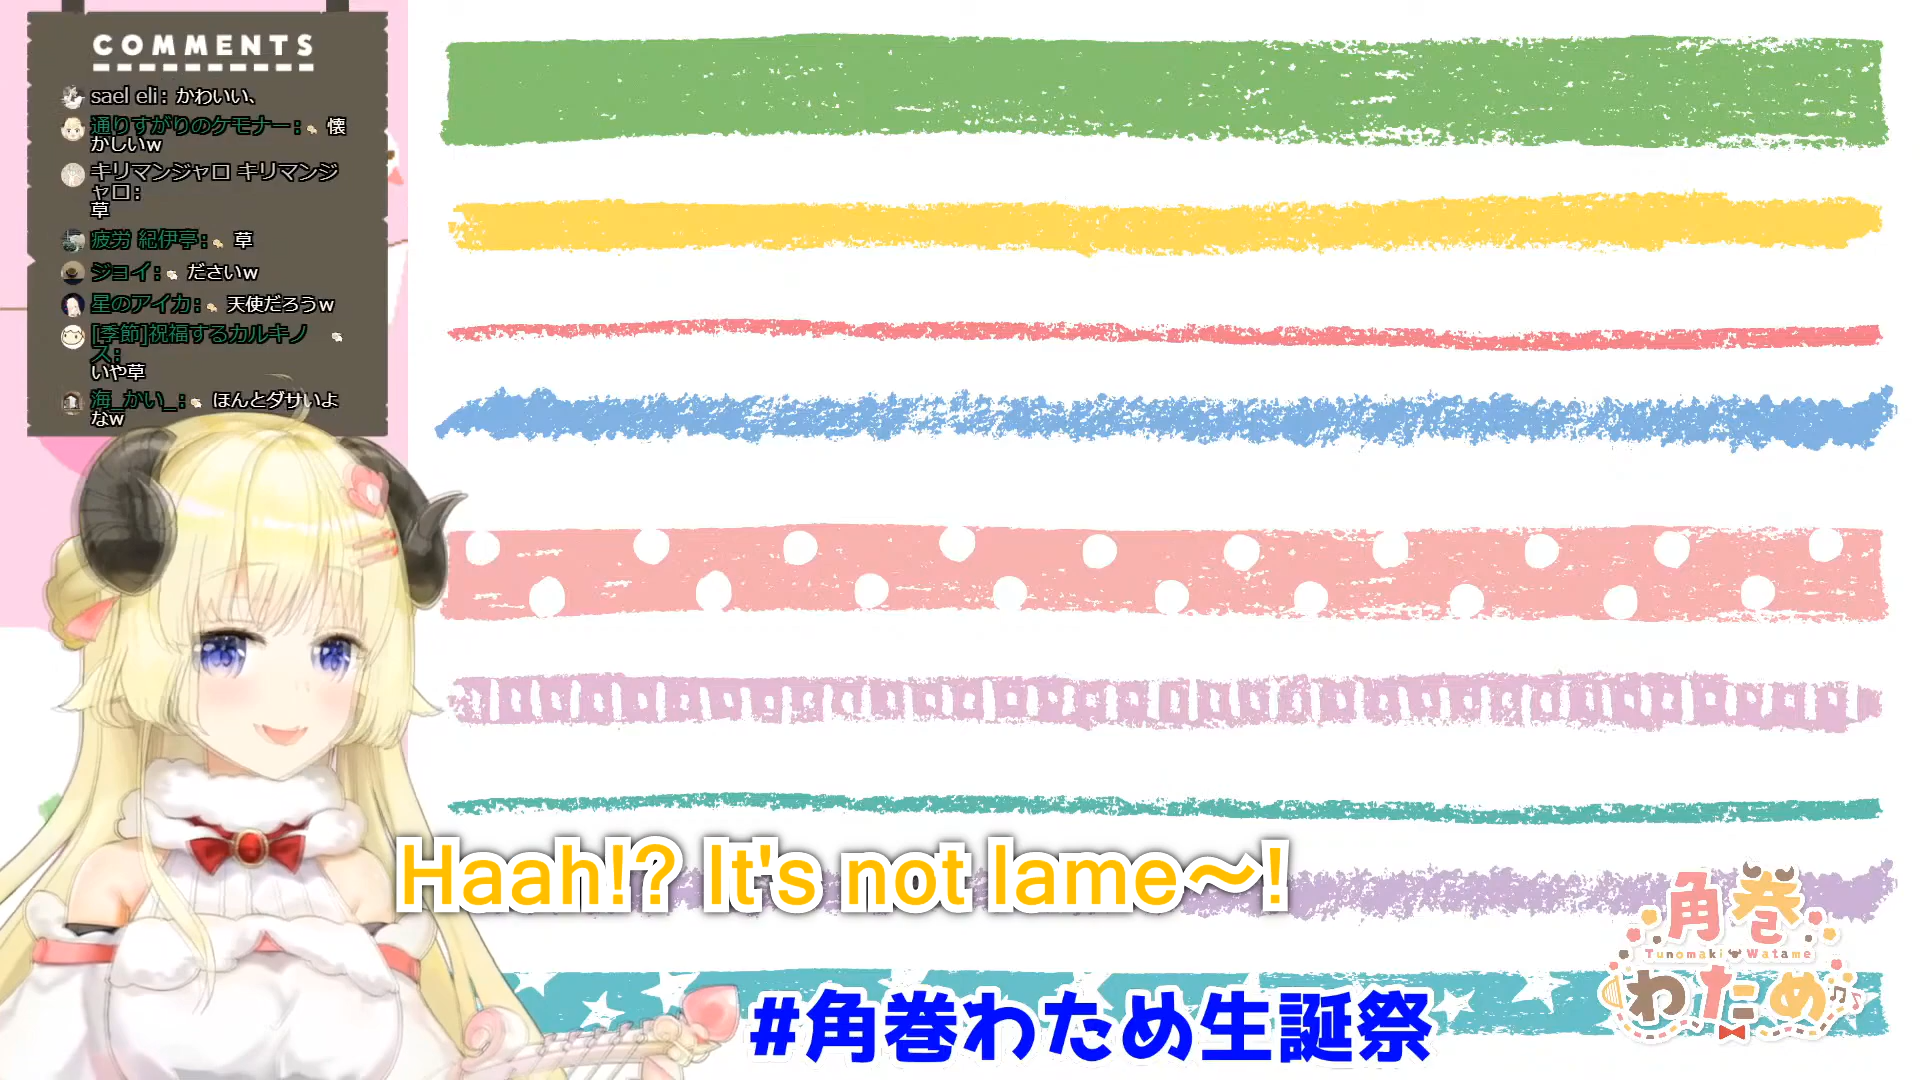 COMMENTS
sael eli: かわいい、
通りすがりのケモナー: 懐
かしいw
キリマンジャロ キリマンジ
ャロ:
草
疲労 紀伊亭: 草
ジョイ: ださいw
星のアイカ: 天使だろうw
[季節]祝福するカルキノ
ス:
いや草
海_かい_: ほんとダサいよ
なw
Haah!? It's not lame～!
角巻
Tunomaki Watame
わため
#角巻わため生誕祭